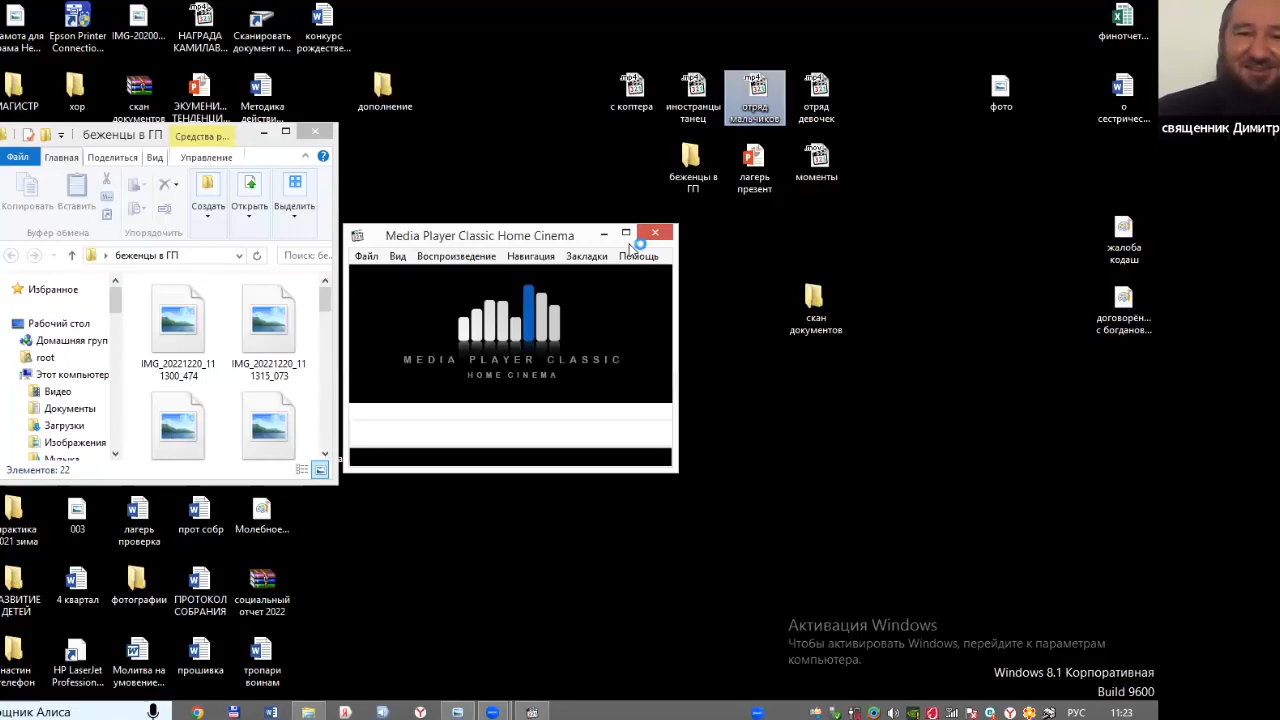 амота для
рама Не...
Epson Printer
Connectio...
IMG-20200...
НАГРАДА
КАМИЛАВ...
Сканировать
документ и...
конкурс
рождестве...
МАГИСТР
хор
скан
документов
ЭКУМЕНИ...
ТЕНДЕНЦИ...
Методика
действи...
дополнение
с коптера
иностранцы
танец
отряд
мальчиков
отряд
девочек
фото
финотчет...
о
сестричес...
священник Димитр
беженцы в
ГП
лагерь
презент
моменты
жалоба
кодаш
скан
документов
договорён...
с богданов...
беженцы в ГП
Средства р...
Файл
Главная
Поделиться
Вид
Управление
Копировать
Вставить
Создать
Открыть
Выделить
Буфер обмена
Упорядочить
беженцы в ГП
Поиск: бе...
Избранное
Рабочий стол
Домашняя груп
root
Этот компьютер
Видео
Документы
Загрузки
Изображения
Музыка
IMG_20221220_11
1300_474
IMG_20221220_11
1315_073
Элементов: 22
Media Player Classic Home Cinema
Файл
Вид
Воспроизведение
Навигация
Закладки
Помощь
MEDIA PLAYER CLASSIC
HOME CINEMA
практика
2021 зима
003
лагерь
проверка
прот собр
Молебное...
РАЗВИТИЕ
ДЕТЕЙ
4 квартал
фотографии
ПРОТОКОЛ
СОБРАНИЯ
социальный
отчет 2022
настин
телефон
HP LaserJet
Profession...
Молитва на
умовение...
прошивка
тропари
воинам
Активация Windows
Чтобы активировать Windows, перейдите к параметрам
компьютера.
Windows 8.1 Корпоративная
Build 9600
щник Алиса
РУС
11:23